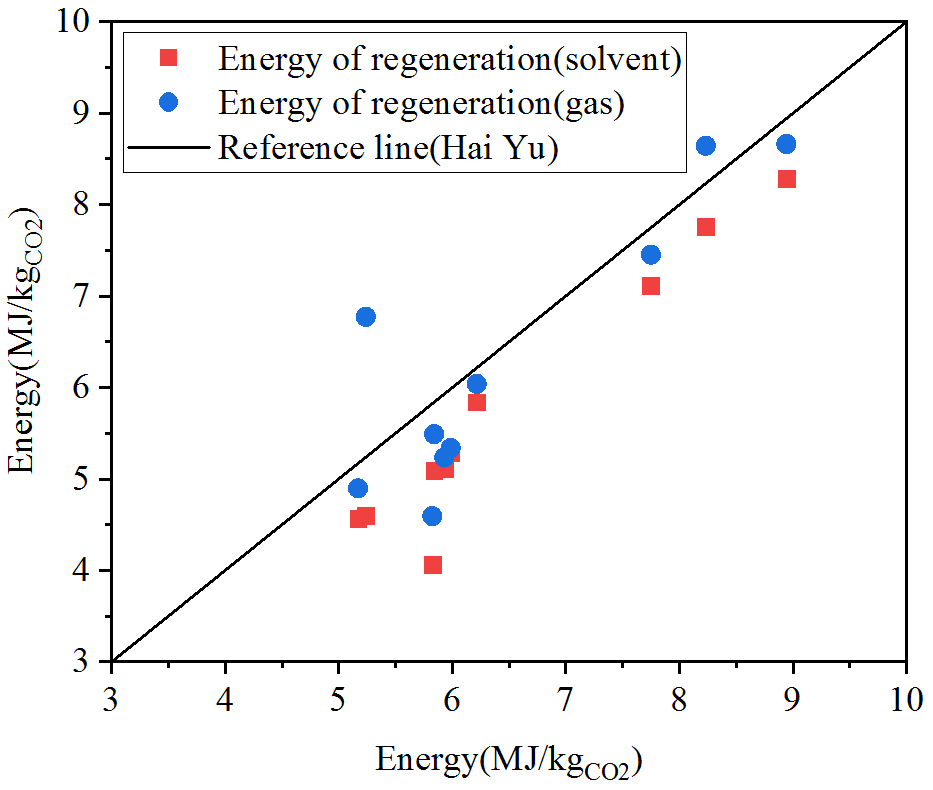 Energy of regeneration(solvent)
Energy of regeneration(gas)
Reference line(Hai Yu)
10
9
8
7
6
5
4
3
Energy(MJ/kgCO2)
3 4 5 6 7 8 9 10
Energy(MJ/kgCO2)